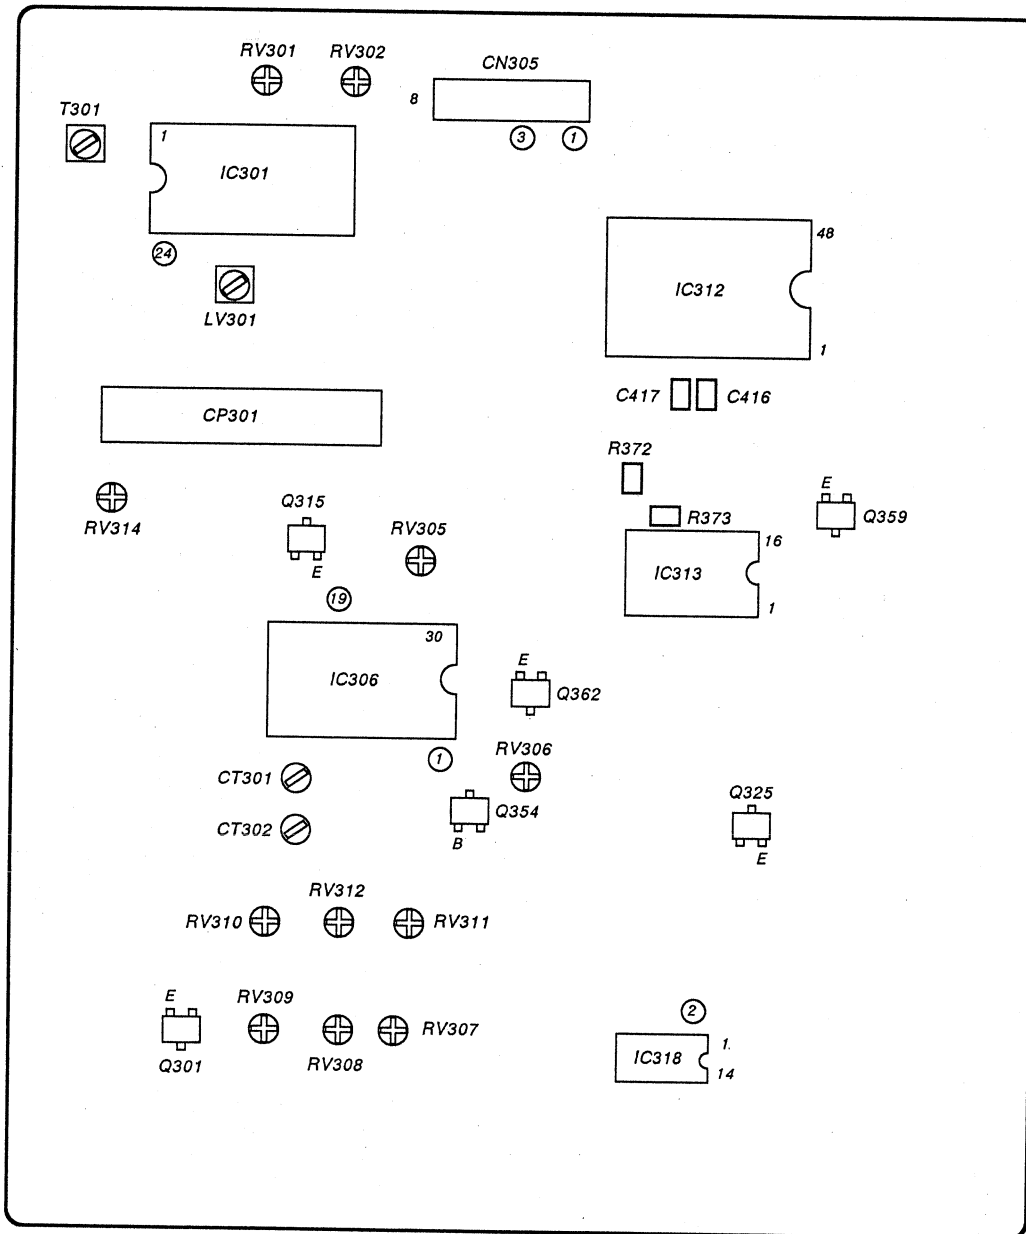 RV301 RV302
CN305
8
T301
3 1
1
IC301
24
48
IC312
LV301
1
C417 C416
CP301
R372
E
Q315
RV314
RV305
R373
Q359
16
E
IC313
19
1
30
E
IC306
Q362
1
RV306
CT301
Q325
Q354
CT302
B
E
RV312
RV310
RV311
E
RV309
2
RV307
1.
IC318
Q301
RV308
14